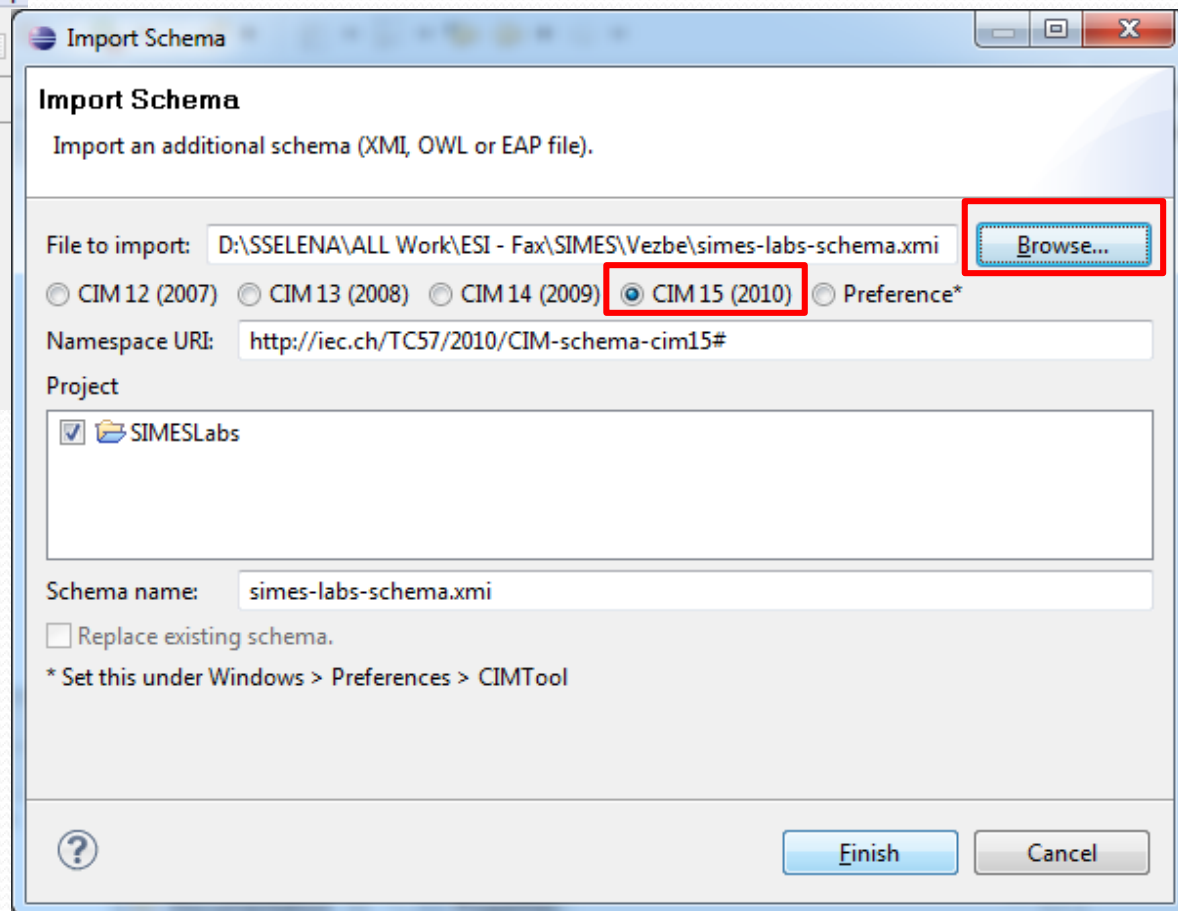 Import Schema
Import Schema
Import an additional schema (XMI, OWL or EAP file).
File to import: D:\SSELENA\ALL Work\ESI - Fax\SIMES\Vezbe\simes-labs-schema.xmi Browse...
CIM 12 (2007) CIM 13 (2008) CIM 14 (2009) CIM 15 (2010) Preference*
Namespace URI: http://iec.ch/TC57/2010/CIM-schema-cim15#
Project
SIMESLabs
Schema name: simes-labs-schema.xmi
Replace existing schema.
* Set this under Windows > Preferences > CIMTool
Finish Cancel